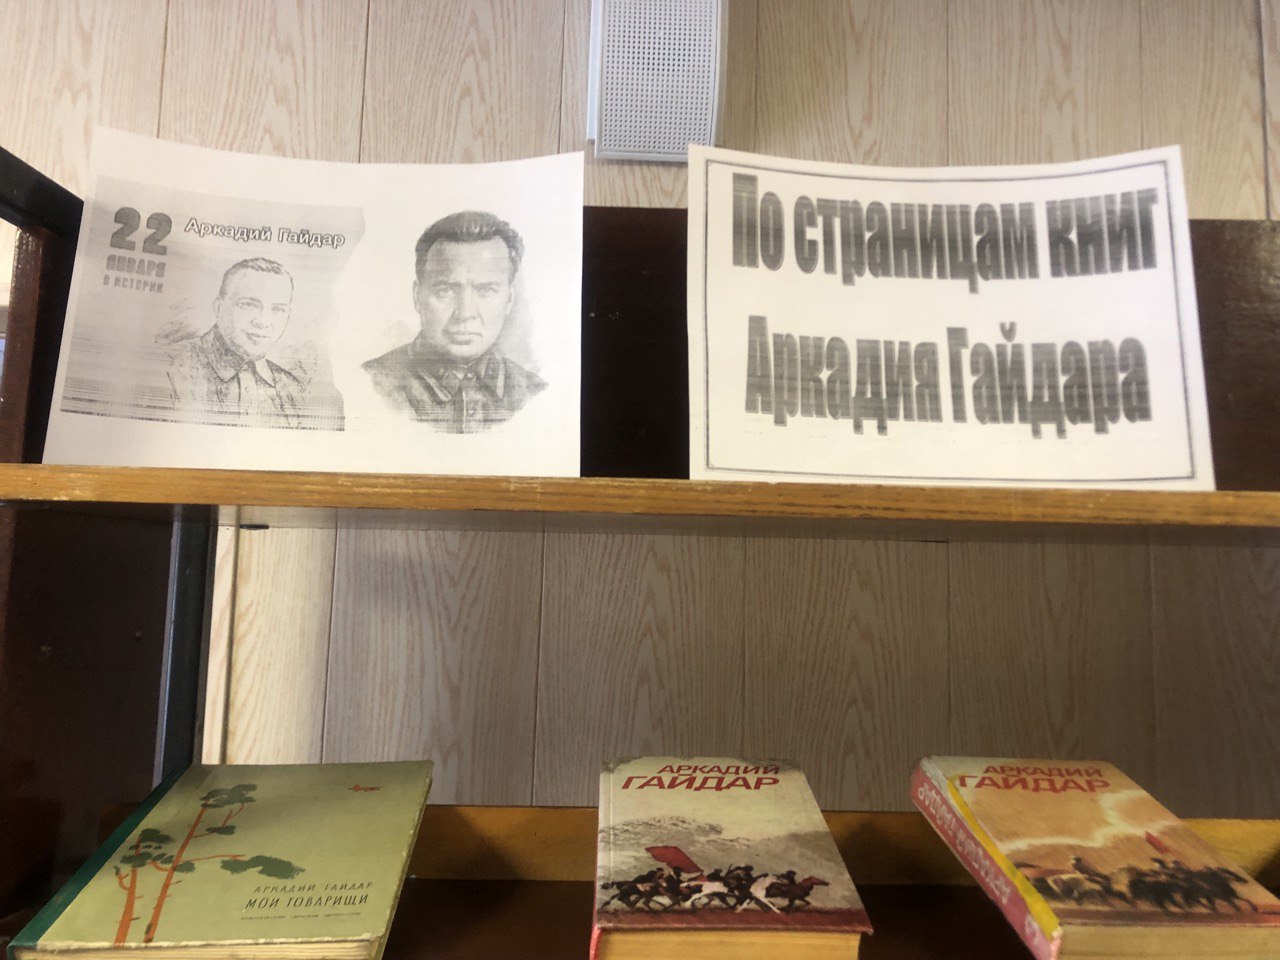 22
ЯНВАРЯ
В ИСТОРИИ
Аркадий Гайдар
По страницам книг
Аркадия Гайдара
АРКАДИЙ ГАЙДАР
МОИ ТОВАРИЩИ
АРКАДИЙ
ГАЙДАР
АРКАДИЙ
ГАЙДАР